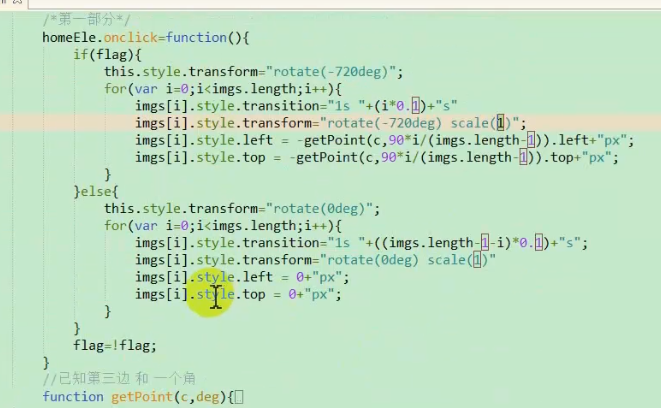 /*第一部分*/
homeEle.onclick=function(){
if(flag){
this.style.transform="rotate(-720deg)";
for(var i=0;i<imgs.length;i++){
imgs[i].style.transition="1s "+(i*0.1)+"s"
imgs[i].style.transform="rotate(-720deg) scale(1)";
imgs[i].style.left = -getPoint(c,90*i/(imgs.length-1)).left+"px";
imgs[i].style.top = -getPoint(c,90*i/(imgs.length-1)).top+"px";
}
}else{
this.style.transform="rotate(0deg)";
for(var i=0;i<imgs.length;i++){
imgs[i].style.transition="1s "+((imgs.length-1-i)*0.1)+"s";
imgs[i].style.transform="rotate(0deg) scale(1)"
imgs[i].style.left = 0+"px";
imgs[i].style.top = 0+"px";
}
}
flag=!flag;
}
//已知第三边 和 一个角
function getPoint(c,deg){